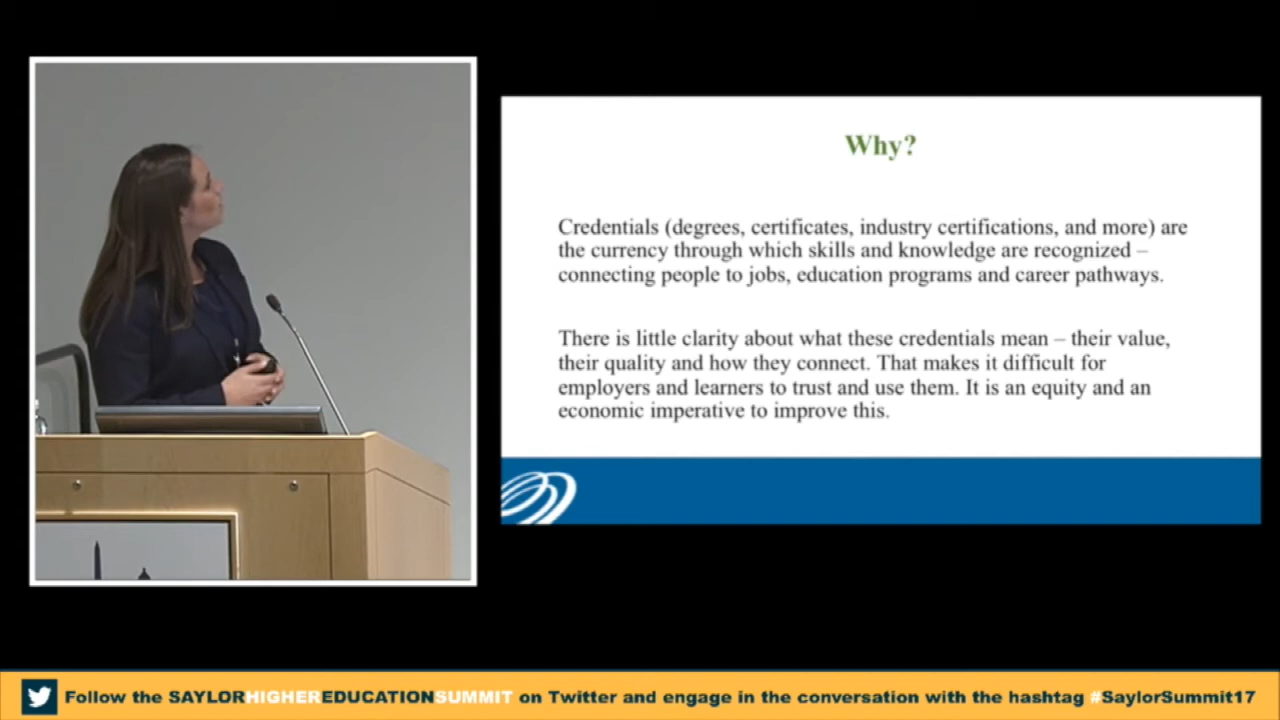 Why?
Credentials (degrees, certificates, industry certifications, and more) are
the currency through which skills and knowledge are recognized –
connecting people to jobs, education programs and career pathways.
There is little clarity about what these credentials mean – their value,
their quality and how they connect. That makes it difficult for
employers and learners to trust and use them. It is an equity and an
economic imperative to improve this.
Follow the SAYLORHIGHEREDUCATIONSUMMIT on Twitter and engage in the conversation with the hashtag #SaylorSummit17